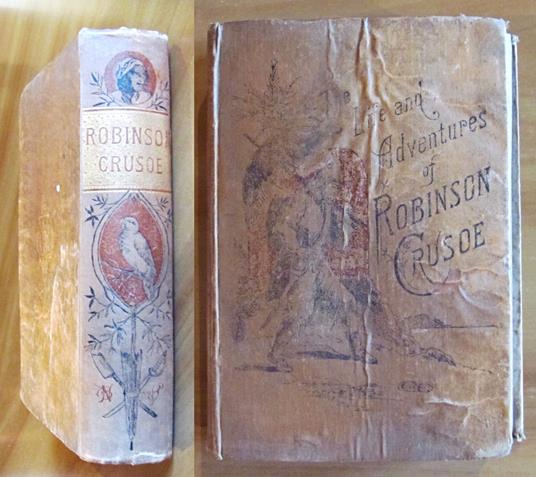 ROBINSON
CRUSOE
The
Life and
Adventures
of
ROBINSON
CRUSOE